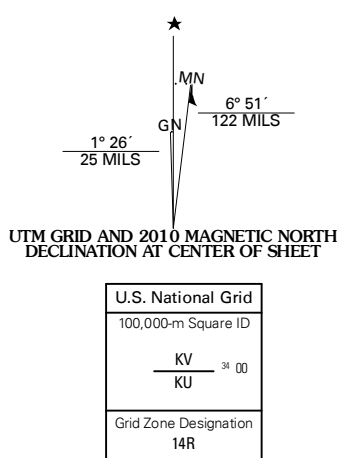 ★
MN
6° 51´
122 MILS
GN
1° 26´
25 MILS
UTM GRID AND 2010 MAGNETIC NORTH
DECLINATION AT CENTER OF SHEET
U.S. National Grid
100,000-m Square ID
KV
34 00
KU
Grid Zone Designation
14R